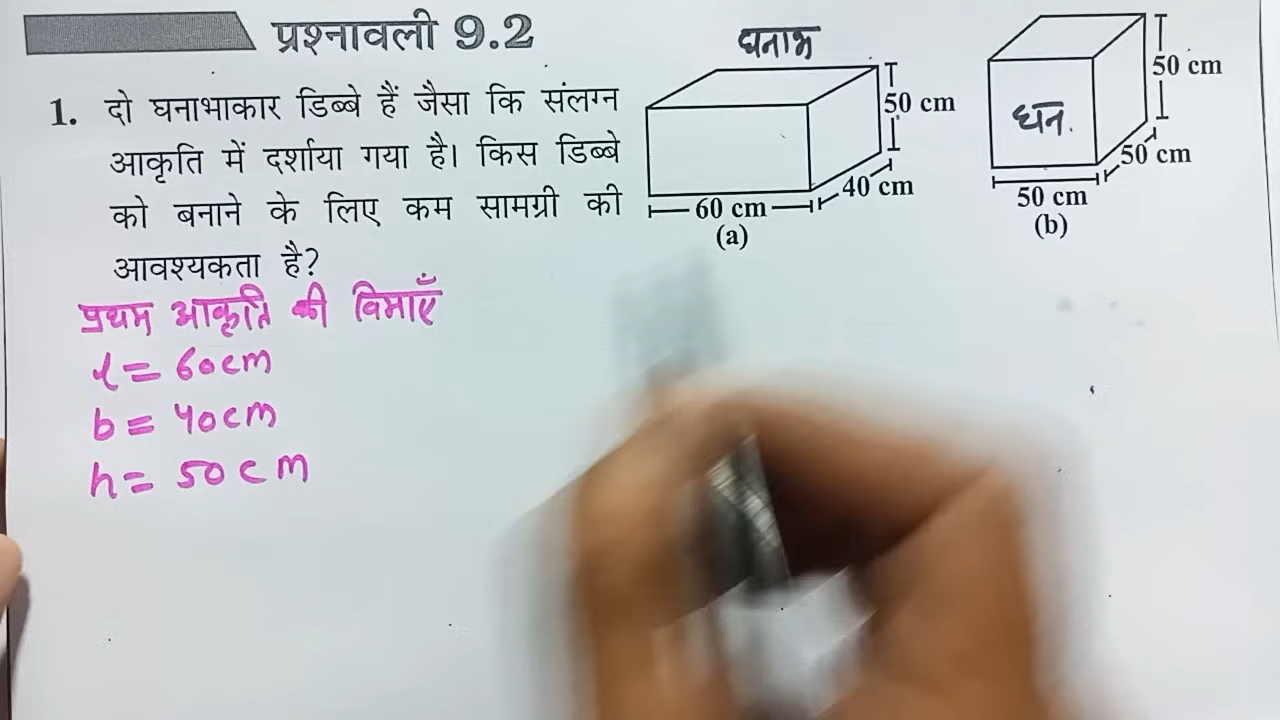 प्रश्नावली 9.2
1. दो घनाभाकार डिब्बे हैं जैसा कि संलग्न
आकृति में दर्शाया गया है। किस डिब्बे
को बनाने के लिए कम सामग्री की
आवश्यकता है?
घनाभ
50 cm
40 cm
60 cm
(a)
घन.
50 cm
50 cm
50 cm
(b)
प्रथम आकृति की विमाएँ
l = 60cm
b = 40cm
h = 50cm